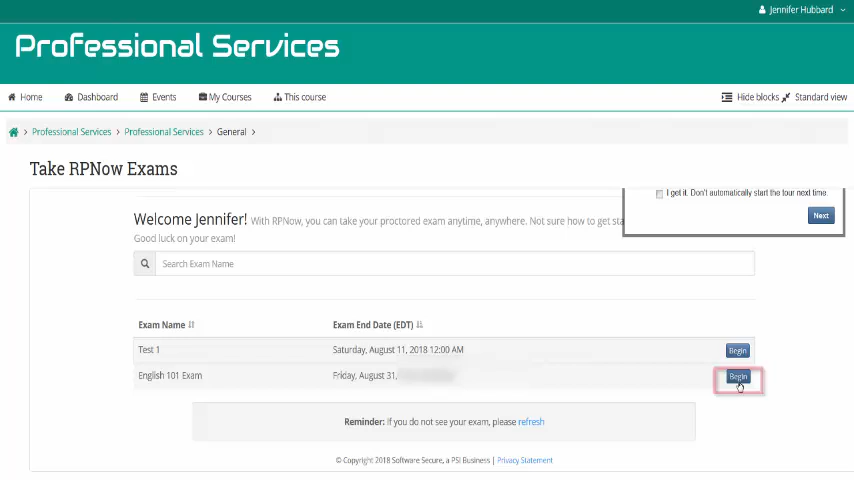 Jennifer Hubbard
Professional Services
Home Dashboard Events My Courses This course Hide blocks Standard view
Professional Services > Professional Services > General >
Take RPNow Exams
I get it. Don't automatically start the tour next time.
Next
Welcome Jennifer! With RPNow, you can take your proctored exam anytime, anywhere. Not sure how to get sta
Good luck on your exam!
Search Exam Name
Exam Name Exam End Date (EDT)
Test 1 Saturday, August 11, 2018 12:00 AM Begin
English 101 Exam Friday, August 31, Begin
Reminder: If you do not see your exam, please refresh
© Copyright 2018 Software Secure, a PSI Business | Privacy Statement